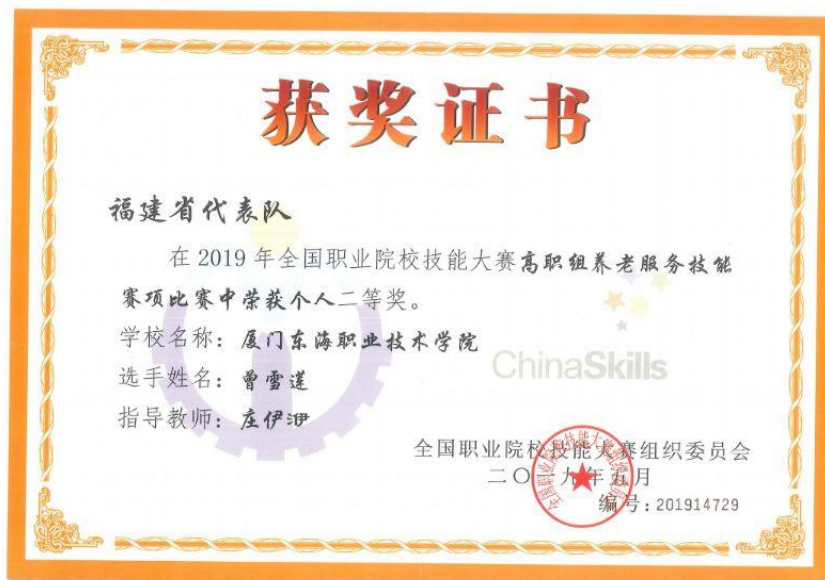 获奖证书
福建省代表队
在 2019 年全国职业院校技能大赛高职组养老服务技能
赛项比赛中荣获个人二等奖。
学校名称：厦门东海职业技术学院
ChinaSkills
选手姓名：曾雪莲
指导教师：庄伊洳
全国职业院校技能大赛组织委员会
二〇一九年五月
编号：201914729